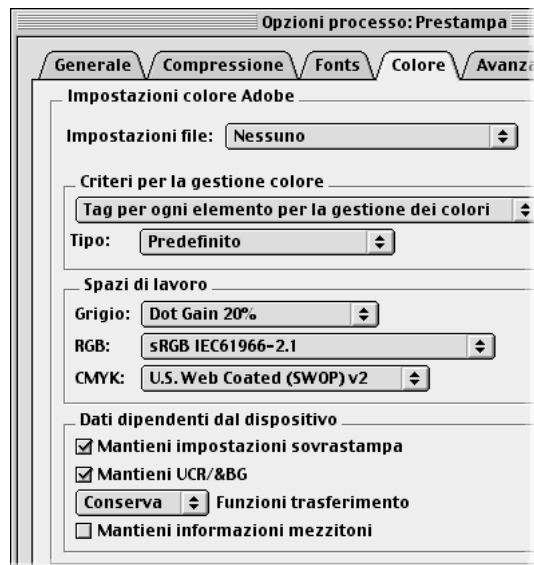 Opzioni processo: Prestampa
Generale Compressione Fonts Colore Avanza
Impostazioni colore Adobe
Impostazioni file: Nessuno
Criteri per la gestione colore
Tag per ogni elemento per la gestione dei colori
Tipo: Predefinito
Spazi di lavoro
Grigio: Dot Gain 20%
RGB: sRGB IEC61966-2.1
CMYK: U.S. Web Coated (SWOP) v2
Dati dipendenti dal dispositivo
Mantieni impostazioni sovrastampa
Mantieni UCR/&BG
Conserva Funzioni trasferimento
Mantieni informazioni mezzitoni